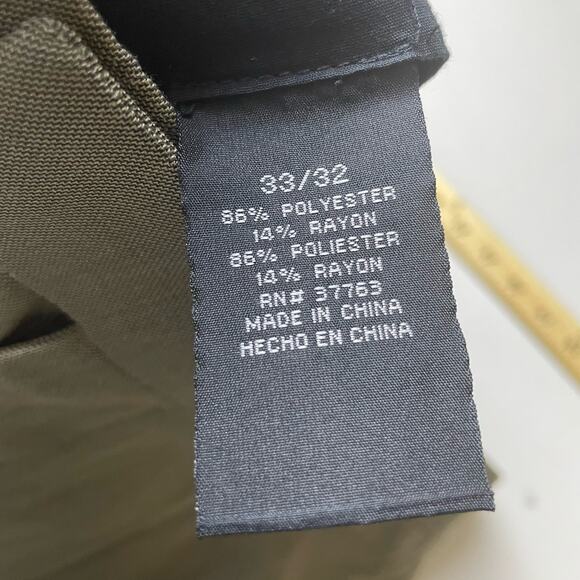 33/32
86% POLYESTER
14% RAYON
86% POLIESTER
14% RAYON
RN# 37763
MADE IN CHINA
HECHO EN CHINA